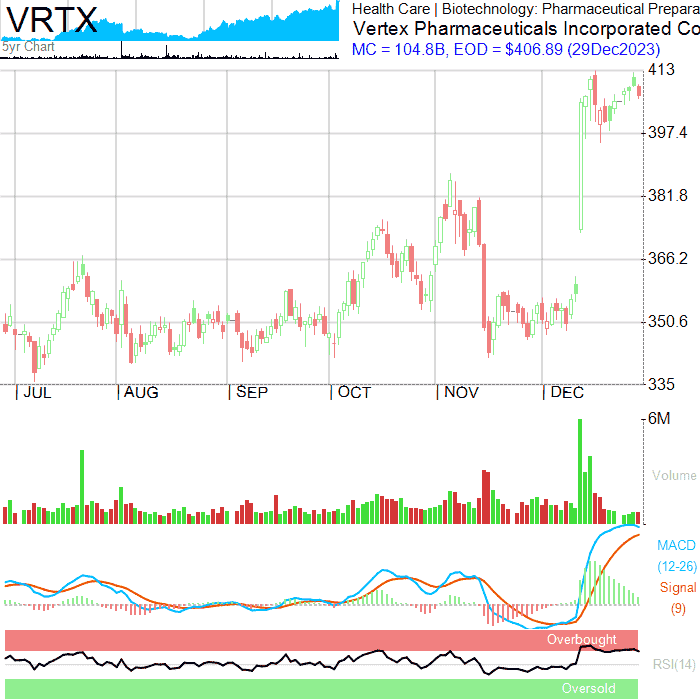 VRTX
Health Care | Biotechnology: Pharmaceutical Prepara
Vertex Pharmaceuticals Incorporated Co
MC = 104.8B, EOD = $406.89 (29Dec2023)
5yr Chart
413
397.4
381.8
366.2
350.6
335
| JUL | AUG | SEP | OCT | NOV | DEC
6M
Volume
MACD
(12-26)
Signal
(9)
Overbought
RSI(14)
Oversold